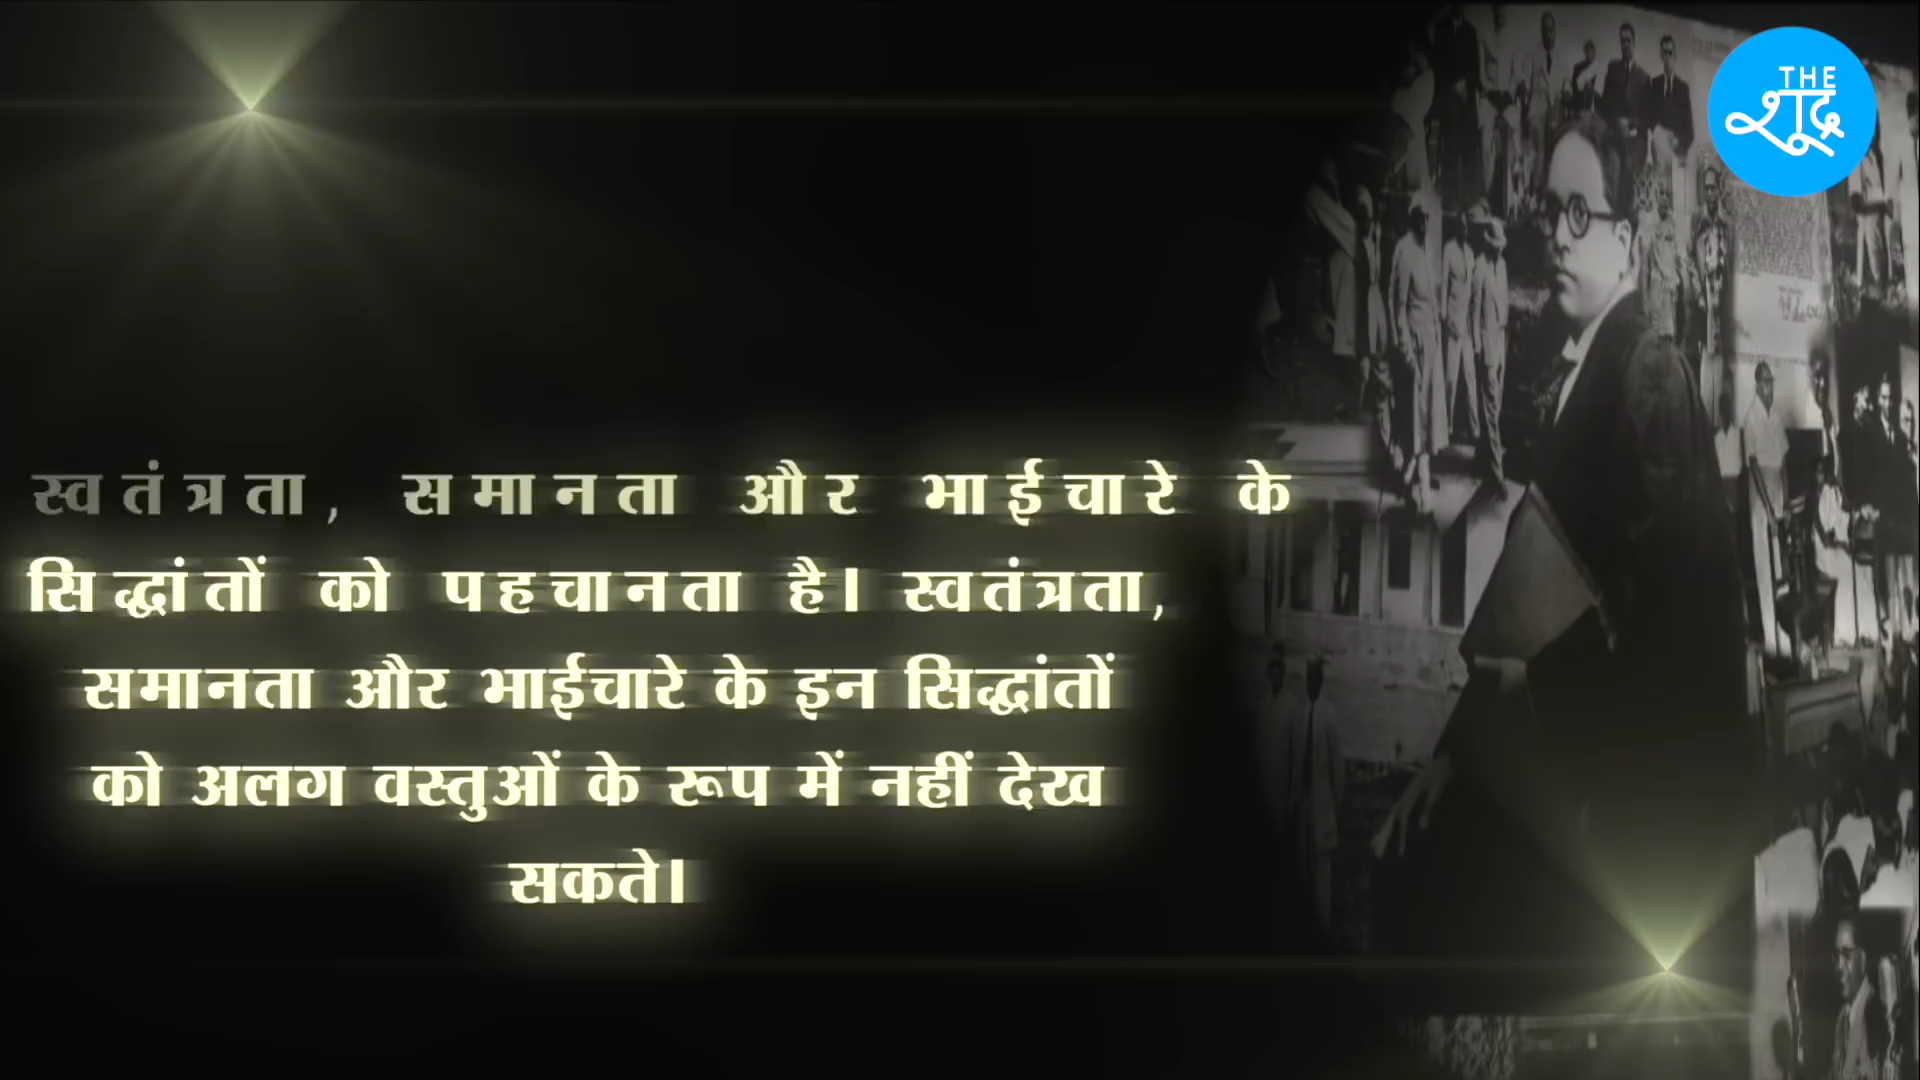 THE
शूद्र
स्वतंत्रता, समानता और भाईचारे के
सिद्धांतों को पहचानता है। स्वतंत्रता,
समानता और भाईचारे के इन सिद्धांतों
को अलग वस्तुओं के रूप में नहीं देख
सकते।